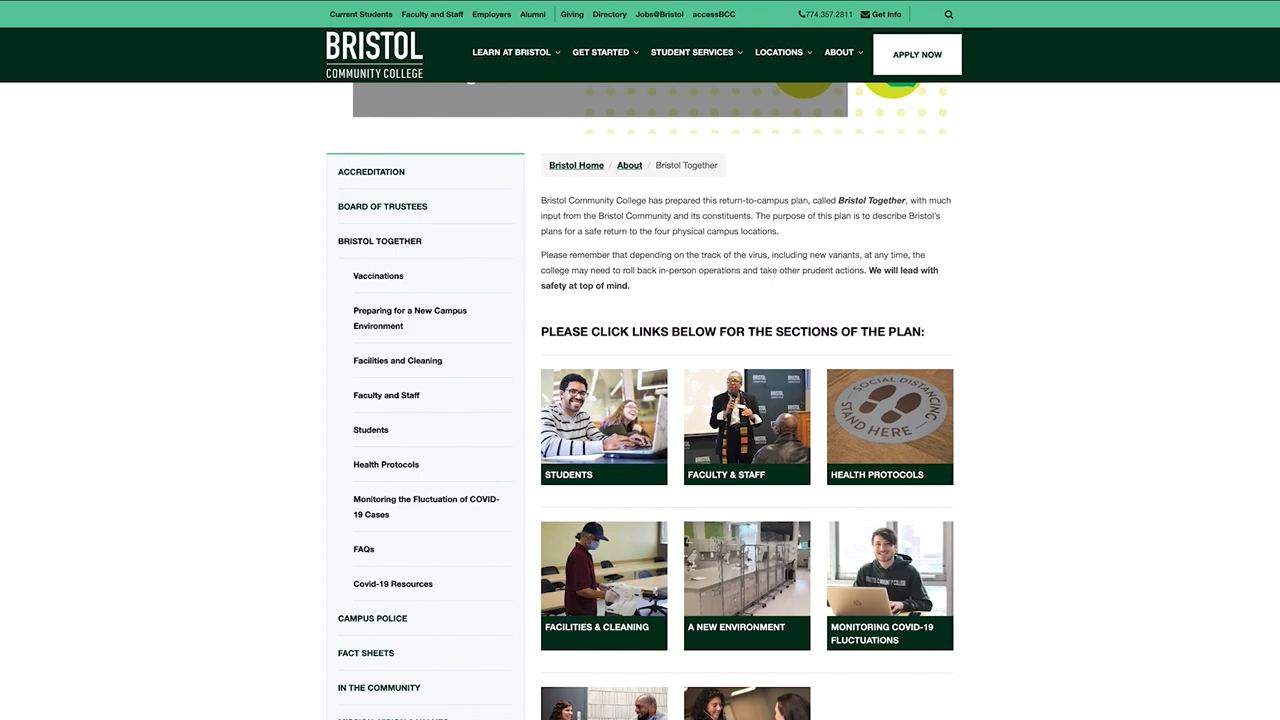 Current Students Faculty and Staff Employers Alumni Giving Directory Jobs@Bristol accessBCC 774.357.2811 Get Info
BRISTOL
COMMUNITY COLLEGE
LEARN AT BRISTOL GET STARTED STUDENT SERVICES LOCATIONS ABOUT APPLY NOW
ACCREDITATION
BOARD OF TRUSTEES
BRISTOL TOGETHER
Vaccinations
Preparing for a New Campus
Environment
Facilities and Cleaning
Faculty and Staff
Students
Health Protocols
Monitoring the Fluctuation of COVID-
19 Cases
FAQs
Covid-19 Resources
CAMPUS POLICE
FACT SHEETS
IN THE COMMUNITY
Bristol Home / About / Bristol Together
Bristol Community College has prepared this return-to-campus plan, called Bristol Together, with much
input from the Bristol Community and its constituents. The purpose of this plan is to describe Bristol's
plans for a safe return to the four physical campus locations.
Please remember that depending on the track of the virus, including new variants, at any time, the
college may need to roll back in-person operations and take other prudent actions. We will lead with
safety at top of mind.
PLEASE CLICK LINKS BELOW FOR THE SECTIONS OF THE PLAN:
SOCIAL DISTANCING
STAND HERE
STUDENTS
FACULTY & STAFF
HEALTH PROTOCOLS
FACILITIES & CLEANING
A NEW ENVIRONMENT
MONITORING COVID-19
FLUCTUATIONS